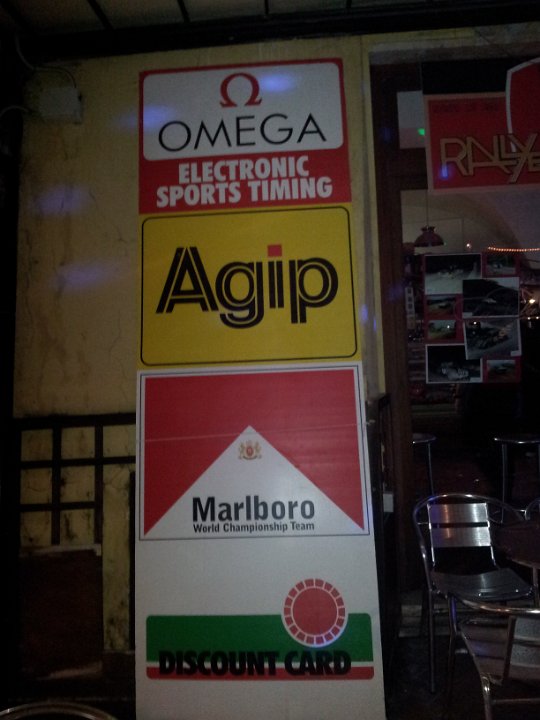 OMEGA
ELECTRONIC
SPORTS TIMING
Agip
Marlboro
World Championship Team
DISCOUNT CARD
RALLYE